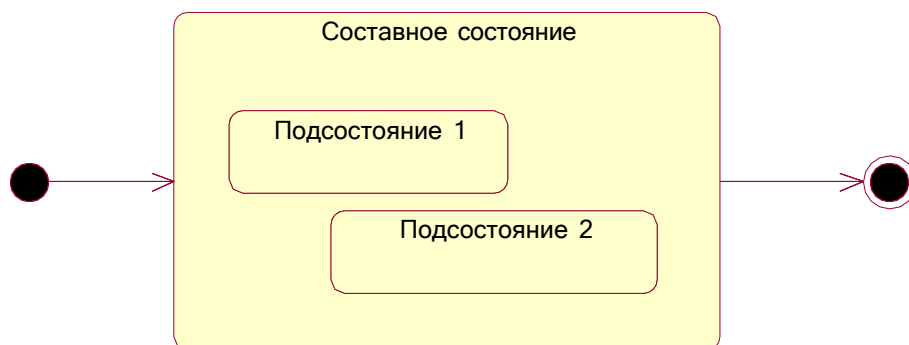 Составное состояние
Подсостояние 1
Подсостояние 2